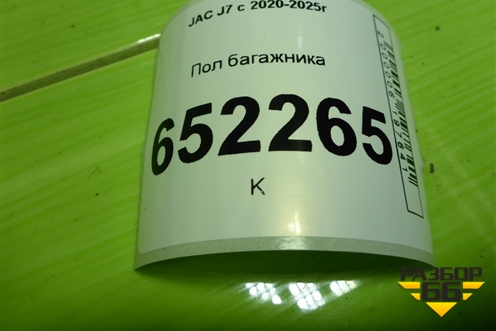 JAC J7 с 2020-2025г
Пол багажника
652265
К
РАЗБОР
66